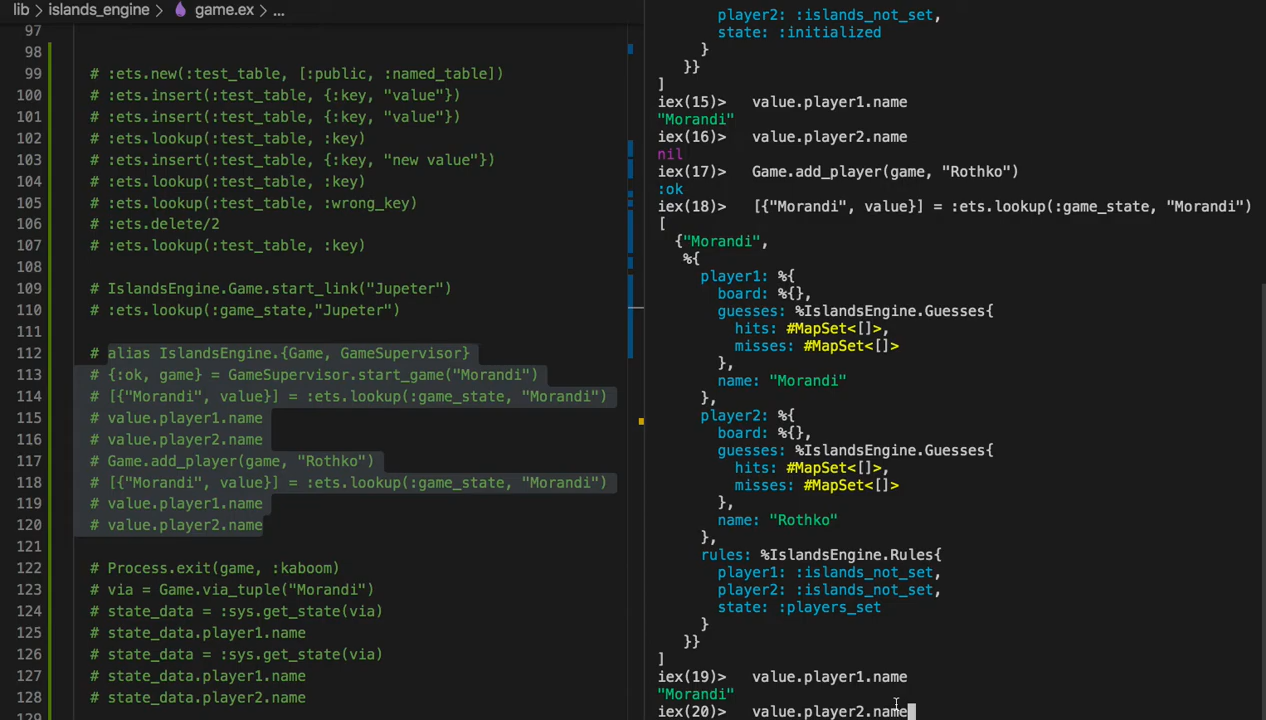 lib > islands_engine > game.ex > ...
97
98
99 # :ets.new(:test_table, [:public, :named_table])
100 # :ets.insert(:test_table, {:key, "value"})
101 # :ets.insert(:test_table, {:key, "value"})
102 # :ets.lookup(:test_table, :key)
103 # :ets.insert(:test_table, {:key, "new value"})
104 # :ets.lookup(:test_table, :key)
105 # :ets.lookup(:test_table, :wrong_key)
106 # :ets.delete/2
107 # :ets.lookup(:test_table, :key)
108
109 # IslandsEngine.Game.start_link("Jupeter")
110 # :ets.lookup(:game_state,"Jupeter")
111
112 # alias IslandsEngine.{Game, GameSupervisor}
113 # {:ok, game} = GameSupervisor.start_game("Morandi")
114 # [{"Morandi", value}] = :ets.lookup(:game_state, "Morandi")
115 # value.player1.name
116 # value.player2.name
117 # Game.add_player(game, "Rothko")
118 # [{"Morandi", value}] = :ets.lookup(:game_state, "Morandi")
119 # value.player1.name
120 # value.player2.name
121
122 # Process.exit(game, :kaboom)
123 # via = Game.via_tuple("Morandi")
124 # state_data = :sys.get_state(via)
125 # state_data.player1.name
126 # state_data = :sys.get_state(via)
127 # state_data.player1.name
128 # state_data.player2.name
player2: :islands_not_set,
state: :initialized
}
}}
]
iex(15)> value.player1.name
"Morandi"
iex(16)> value.player2.name
nil
iex(17)> Game.add_player(game, "Rothko")
:ok
iex(18)> [{"Morandi", value}] = :ets.lookup(:game_state, "Morandi")
[
{"Morandi",
%{
player1: %{
board: %{},
guesses: %IslandsEngine.Guesses{
hits: #MapSet<[]>,
misses: #MapSet<[]>
},
name: "Morandi"
},
player2: %{
board: %{},
guesses: %IslandsEngine.Guesses{
hits: #MapSet<[]>,
misses: #MapSet<[]>
},
name: "Rothko"
},
rules: %IslandsEngine.Rules{
player1: :islands_not_set,
player2: :islands_not_set,
state: :players_set
}
}}
]
iex(19)> value.player1.name
"Morandi"
iex(20)> value.player2.name